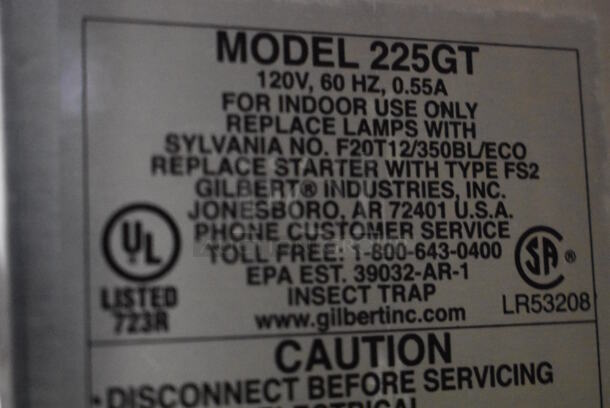 MODEL 225GT
120V, 60 HZ, 0.55A
FOR INDOOR USE ONLY
REPLACE LAMPS WITH
SYLVANIA NO. F20T12/350BL/ECO
REPLACE STARTER WITH TYPE FS2
GILBERT® INDUSTRIES, INC.
JONESBORO, AR 72401 U.S.A.
PHONE CUSTOMER SERVICE
TOLL FREE: 1-800-643-0400
EPA EST. 39032-AR-1
INSECT TRAP
www.gilbertinc.com
UL
LISTED
723R
SA ®
LR53208
CAUTION
•DISCONNECT BEFORE SERVICING
ELECTRICAL